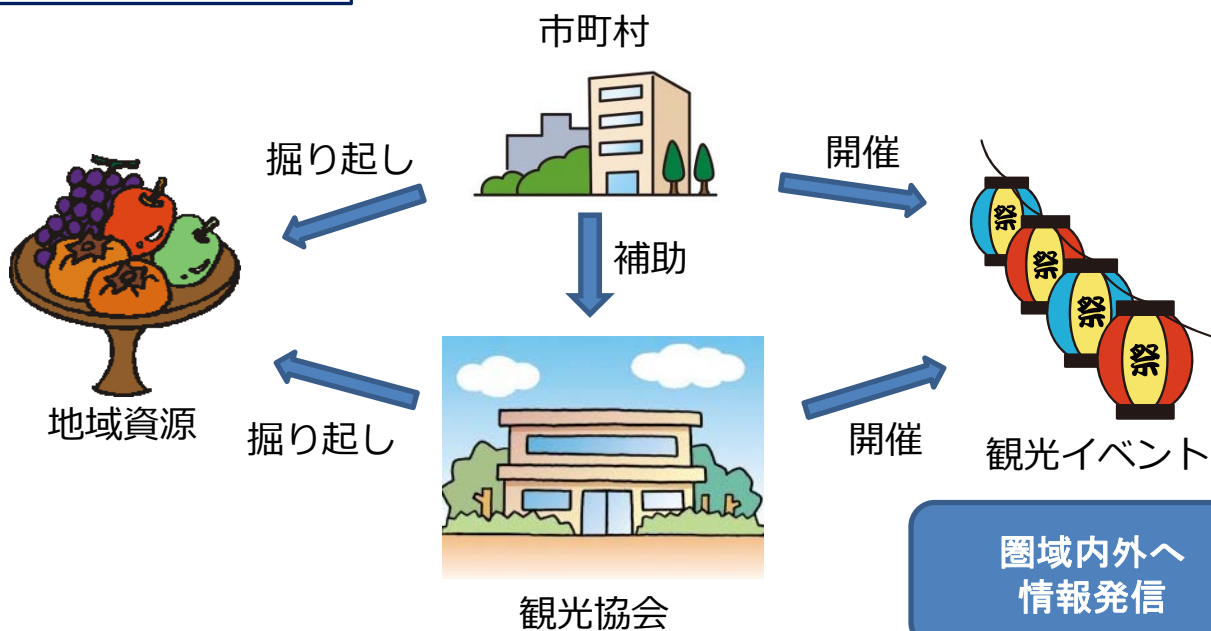 市町村
掘り起し
開催
補助
祭
祭
祭
祭
地域資源
掘り起し
開催
観光イベント
観光協会
圏域内外へ
情報発信